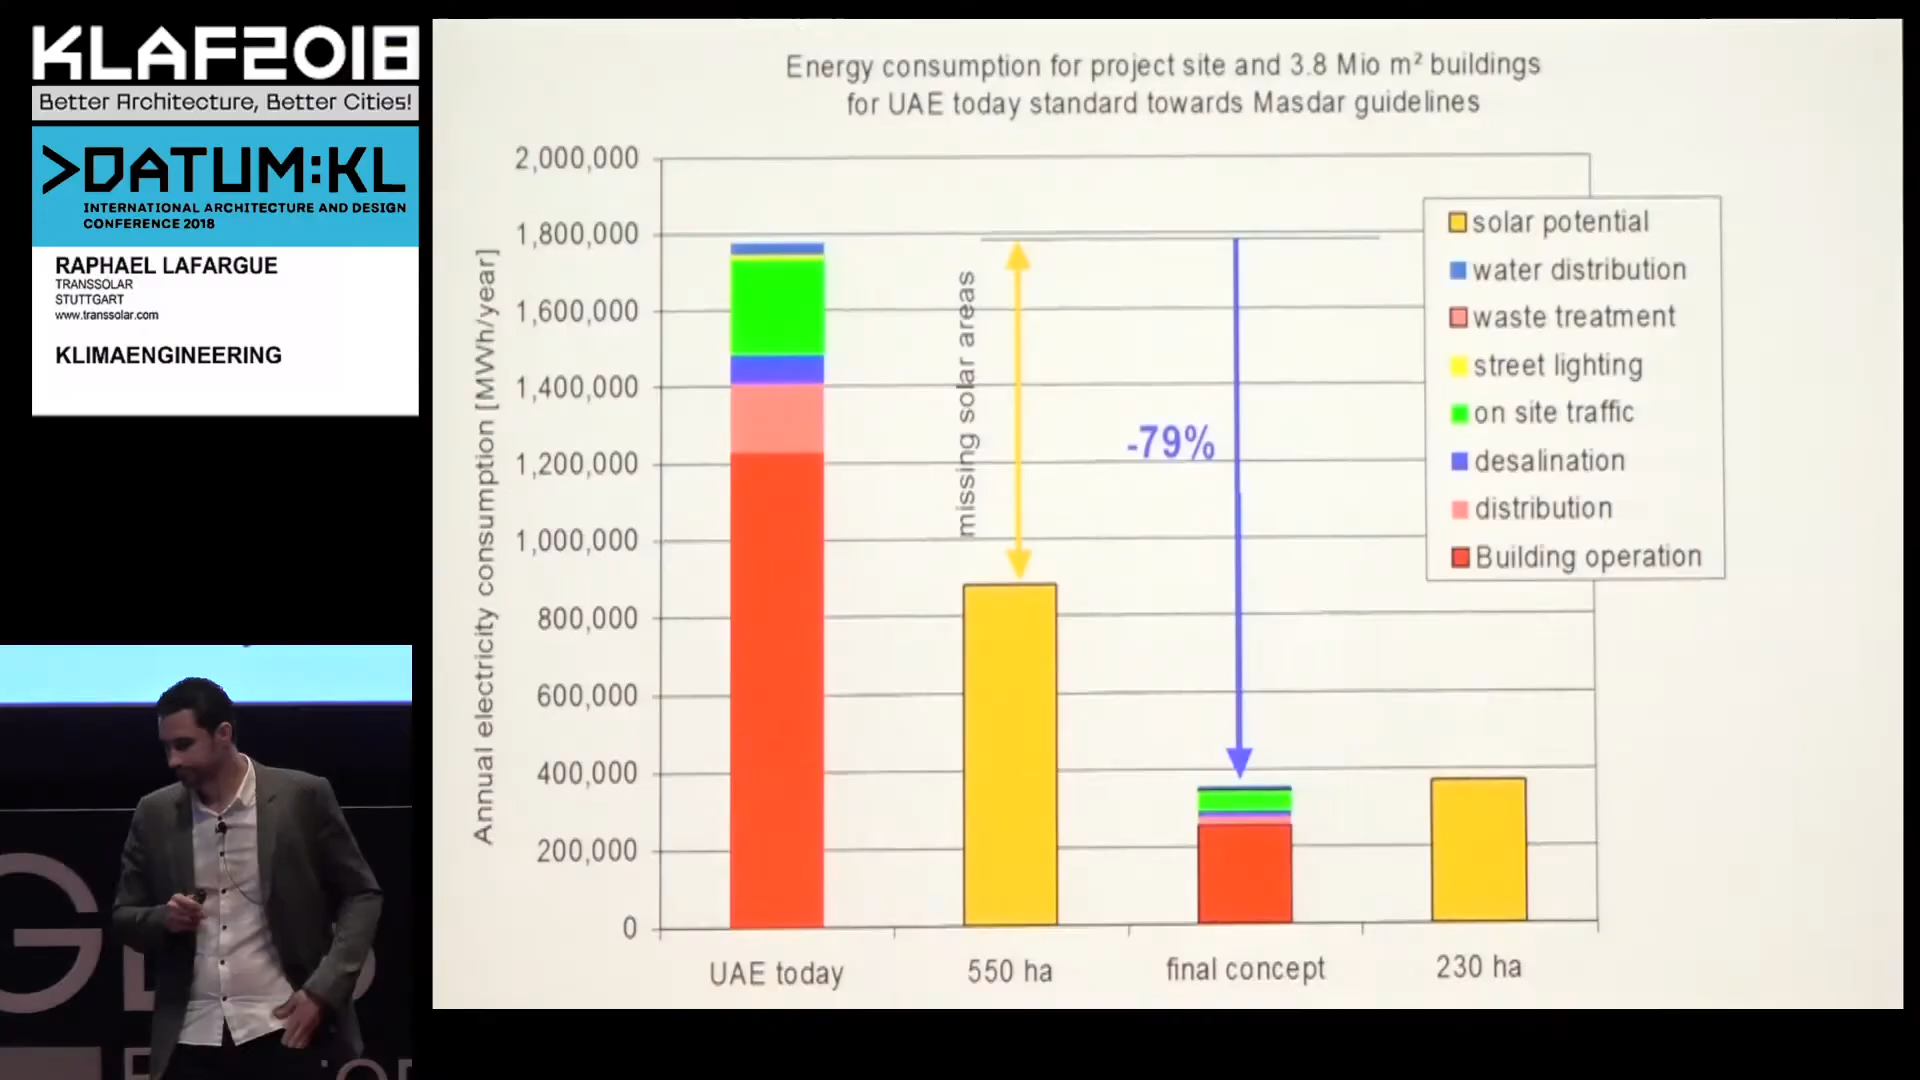 KLAF2018
Better Architecture, Better Cities!
>DATUM:KL
INTERNATIONAL ARCHITECTURE AND DESIGN
CONFERENCE 2018
RAPHAEL LAFARGUE
TRANSSOLAR
STUTTGART
www.transsolar.com
KLIMAENGINEERING
Energy consumption for project site and 3.8 Mio m² buildings
for UAE today standard towards Masdar guidelines
Annual electricity consumption [MWh/year]
2,000,000
1,800,000
1,600,000
1,400,000
1,200,000
1,000,000
800,000
600,000
400,000
200,000
0
missing solar areas
-79%
solar potential
water distribution
waste treatment
street lighting
on site traffic
desalination
distribution
Building operation
UAE today
550 ha
final concept
230 ha